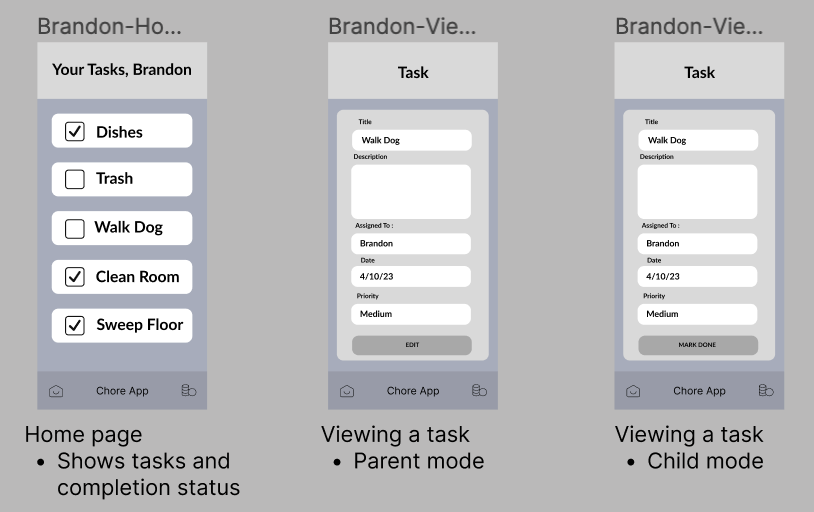 Brandon-Ho...
Your Tasks, Brandon
Dishes
Trash
Walk Dog
Clean Room
Sweep Floor
Chore App
Home page
• Shows tasks and
completion status
Brandon-Vie...
Task
Title
Walk Dog
Description
Assigned To :
Brandon
Date
4/10/23
Priority
Medium
EDIT
Chore App
Viewing a task
• Parent mode
Brandon-Vie...
Task
Title
Walk Dog
Description
Assigned To :
Brandon
Date
4/10/23
Priority
Medium
MARK DONE
Chore App
Viewing a task
• Child mode